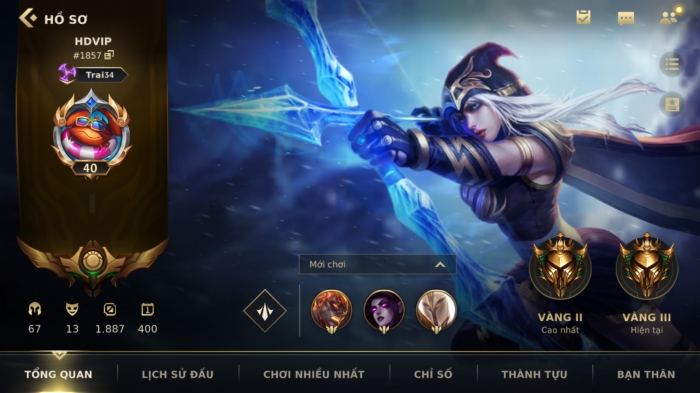 HỒ SƠ
HDVIP
#1857
Trai34
40
Mới chơi
VÀNG II
VÀNG III
Cao nhất
Hiện tại
67
13
1.887
400
TỔNG QUAN
LỊCH SỬ ĐẤU
CHƠI NHIỀU NHẤT
CHỈ SỐ
THÀNH TỰU
BẠN THÂN